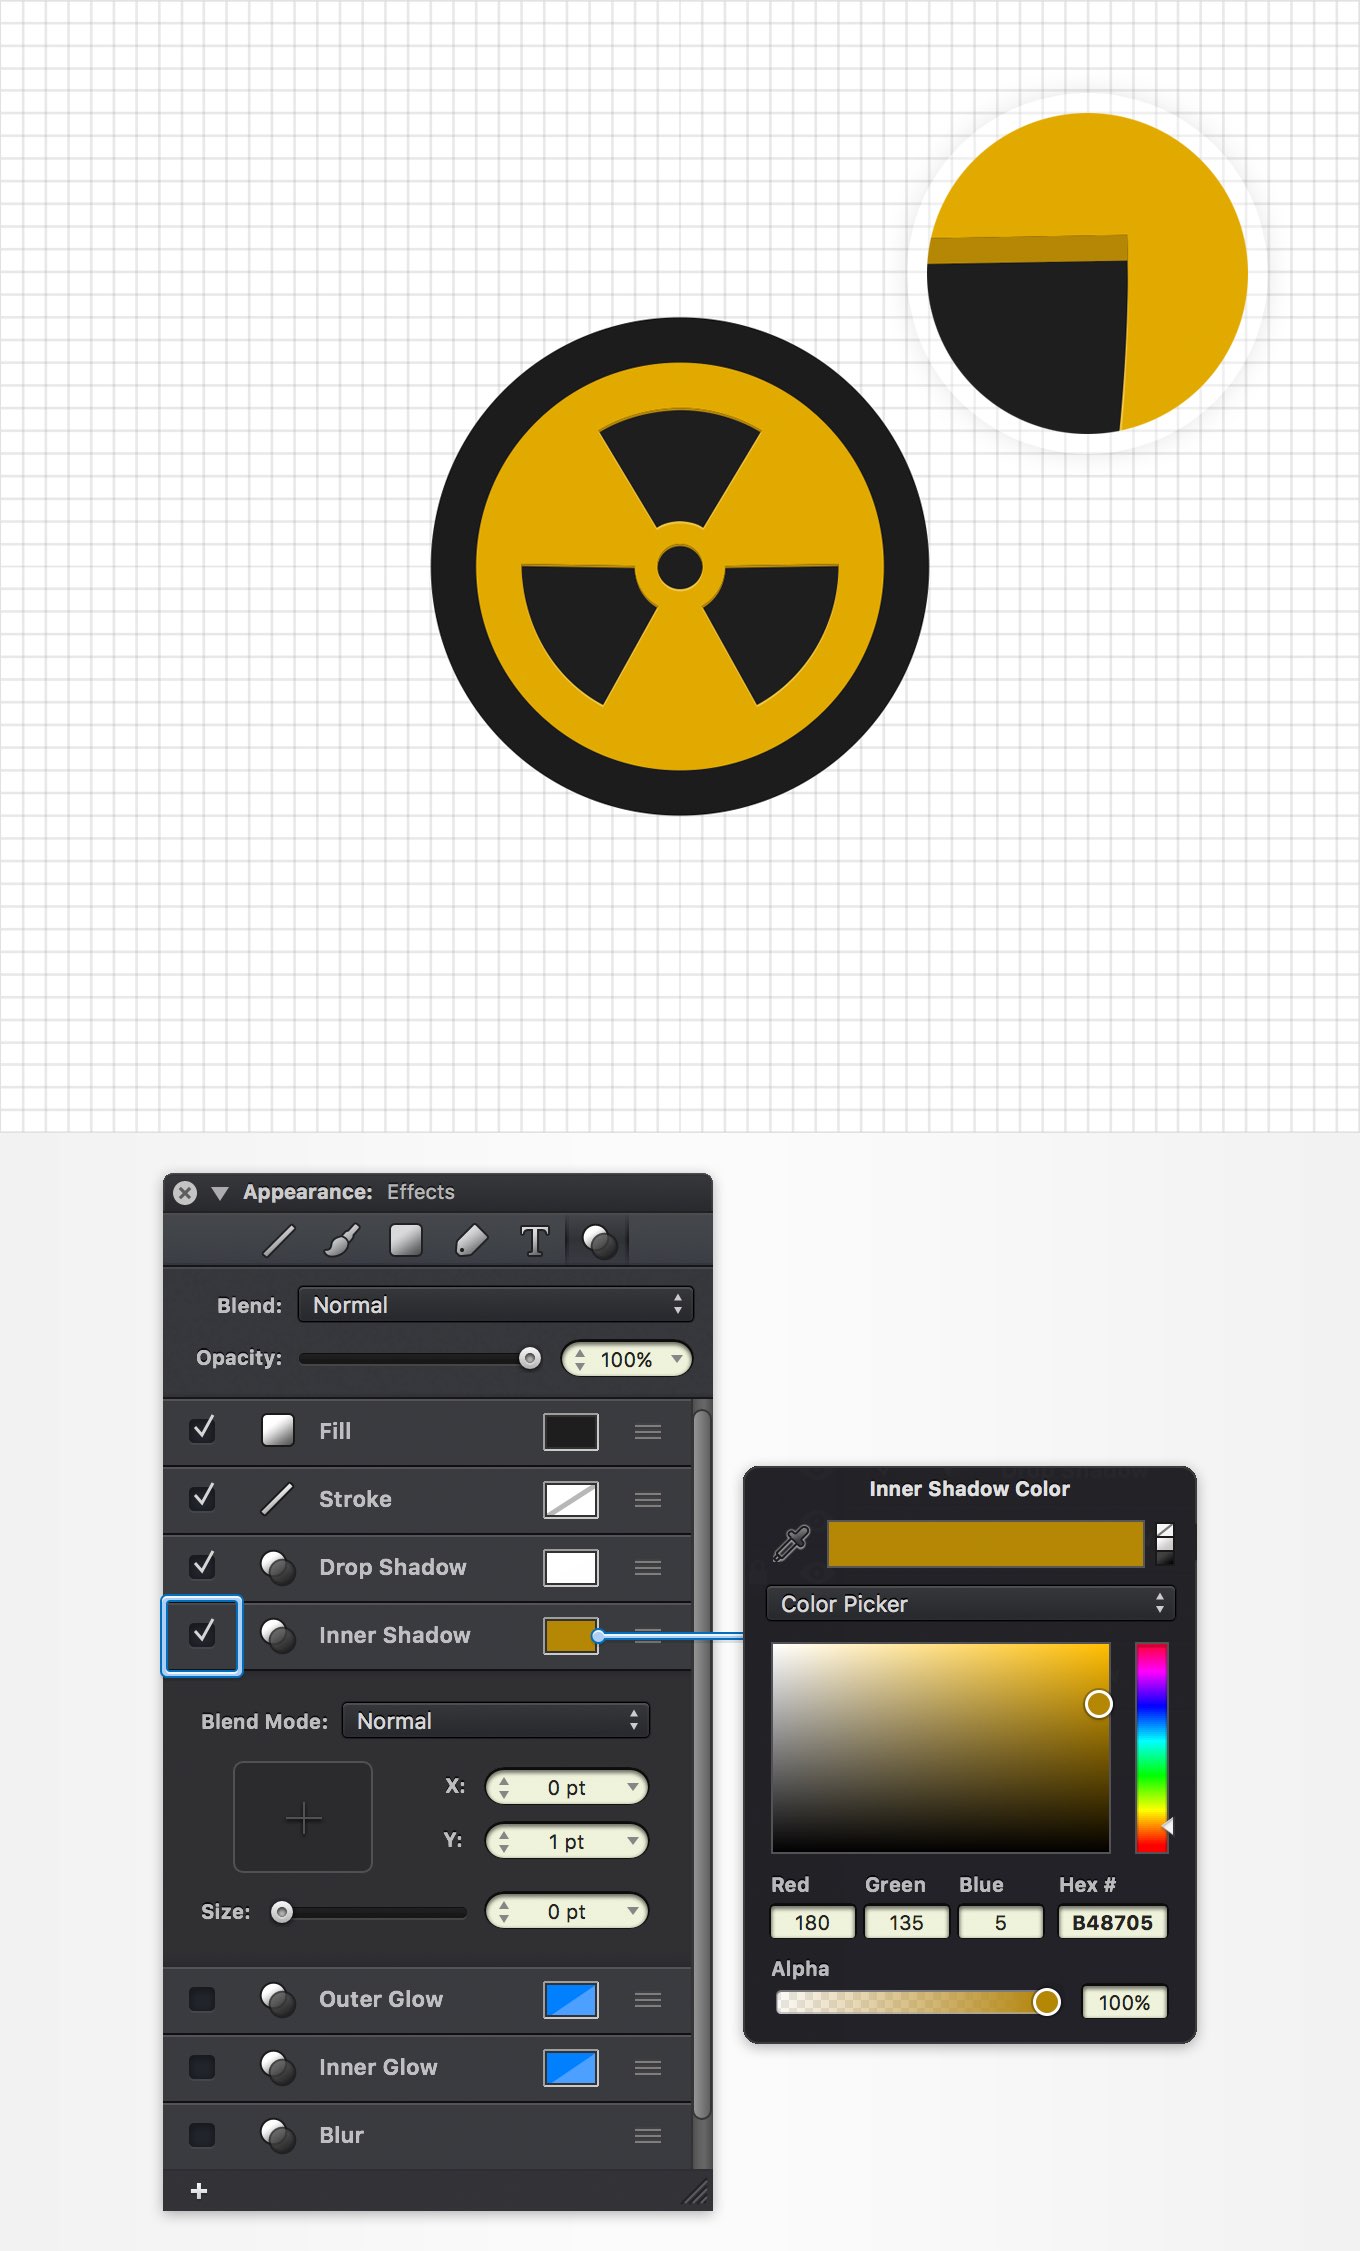 Appearance: Effects
T
Blend: Normal
Opacity: 100%
Fill
Stroke
Drop Shadow
Inner Shadow
Blend Mode: Normal
X: 0 pt
Y: 1 pt
Size: 0 pt
Outer Glow
Inner Glow
Blur
+
Inner Shadow Color
Color Picker
Red Green Blue Hex #
180 135 5 B48705
Alpha
100%